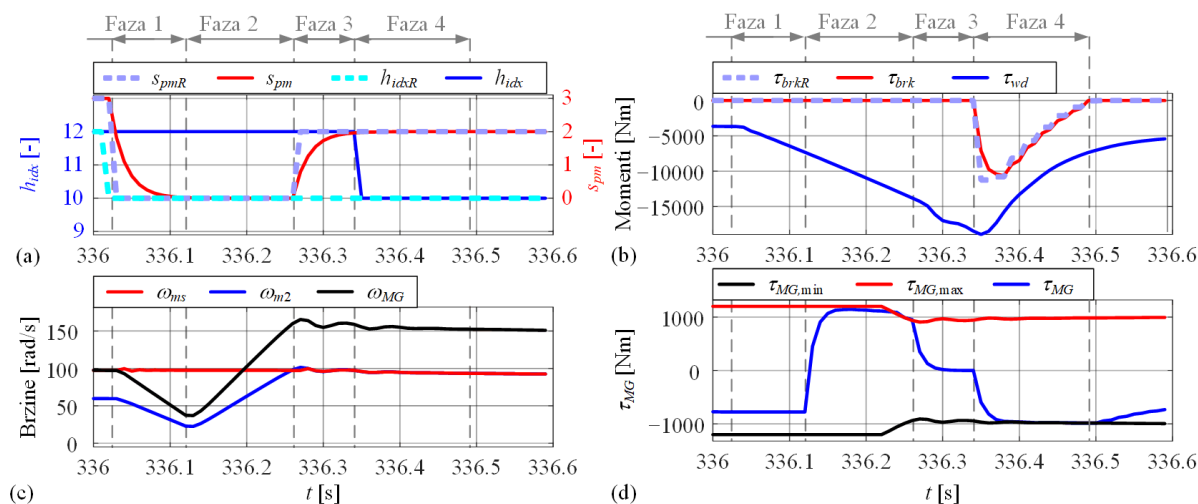 Faza 1 Faza 2 Faza 3 Faza 4
s_pmR s_pm h_idxR h_idx
h_idx [-]
12
11
10
9
3
2
1
0
s_pm [-]
336 336.1 336.2 336.3 336.4 336.5 336.6
(a)
Faza 1 Faza 2 Faza 3 Faza 4
τ_brkR τ_brk τ_wd
Momenti [Nm]
0
−5000
−10000
−15000
336 336.1 336.2 336.3 336.4 336.5 336.6
(b)
ω_ms ω_m2 ω_MG
Brzine [rad/s]
150
100
50
0
336 336.1 336.2 336.3 336.4 336.5 336.6
(c)
t [s]
τ_MG,min τ_MG,max τ_MG
τ_MG [Nm]
1000
0
−1000
336 336.1 336.2 336.3 336.4 336.5 336.6
(d)
t [s]